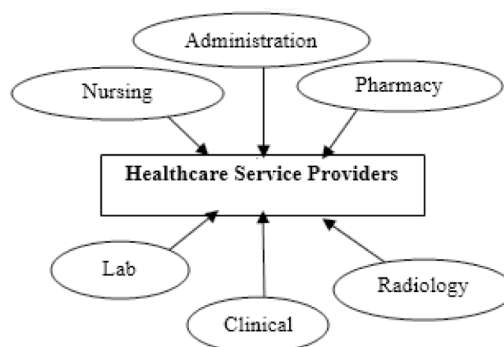 Administration
Nursing
Pharmacy
Healthcare Service Providers
Lab
Radiology
Clinical